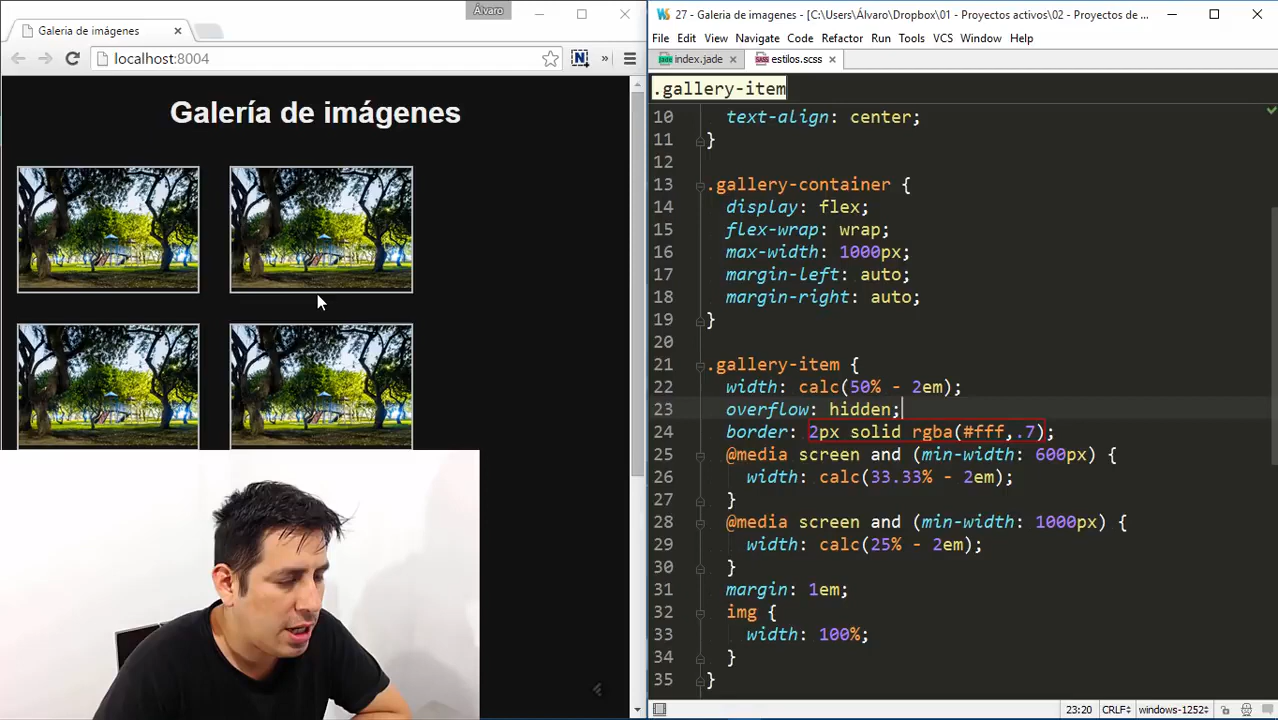 Álvaro
Galeria de imagenes
localhost:8004
Galería de imágenes
27 - Galeria de imagenes - [C:\Users\Álvaro\Dropbox\01 - Proyectos activos\02 - Proyectos de ...
File Edit View Navigate Code Refactor Run Tools VCS Window Help
index.jade estilos.scss
.gallery-item
10 text-align: center;
11 }
12
13 .gallery-container {
14 display: flex;
15 flex-wrap: wrap;
16 max-width: 1000px;
17 margin-left: auto;
18 margin-right: auto;
19 }
20
21 .gallery-item {
22 width: calc(50% - 2em);
23 overflow: hidden;
24 border: 2px solid rgba(#fff,.7);
25 @media screen and (min-width: 600px) {
26 width: calc(33.33% - 2em);
27 }
28 @media screen and (min-width: 1000px) {
29 width: calc(25% - 2em);
30 }
31 margin: 1em;
32 img {
33 width: 100%;
34 }
35 }
23:20 CRLF÷ windows-1252÷